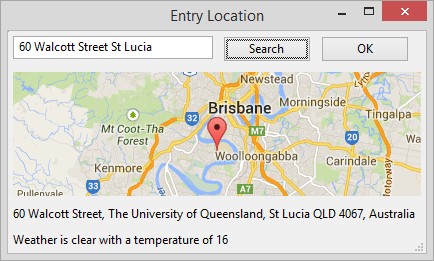 Entry Location
60 Walcott Street St Lucia
Search
OK
Newstead
Brisbane
Morningside
Tingalpa
Mount Coot-Tha
Forest
32
M7
20
Woolloongabba
Carindale
Kenmore
33
Pullenvale
Motorway
60 Walcott Street, The University of Queensland, St Lucia QLD 4067, Australia
Weather is clear with a temperature of 16